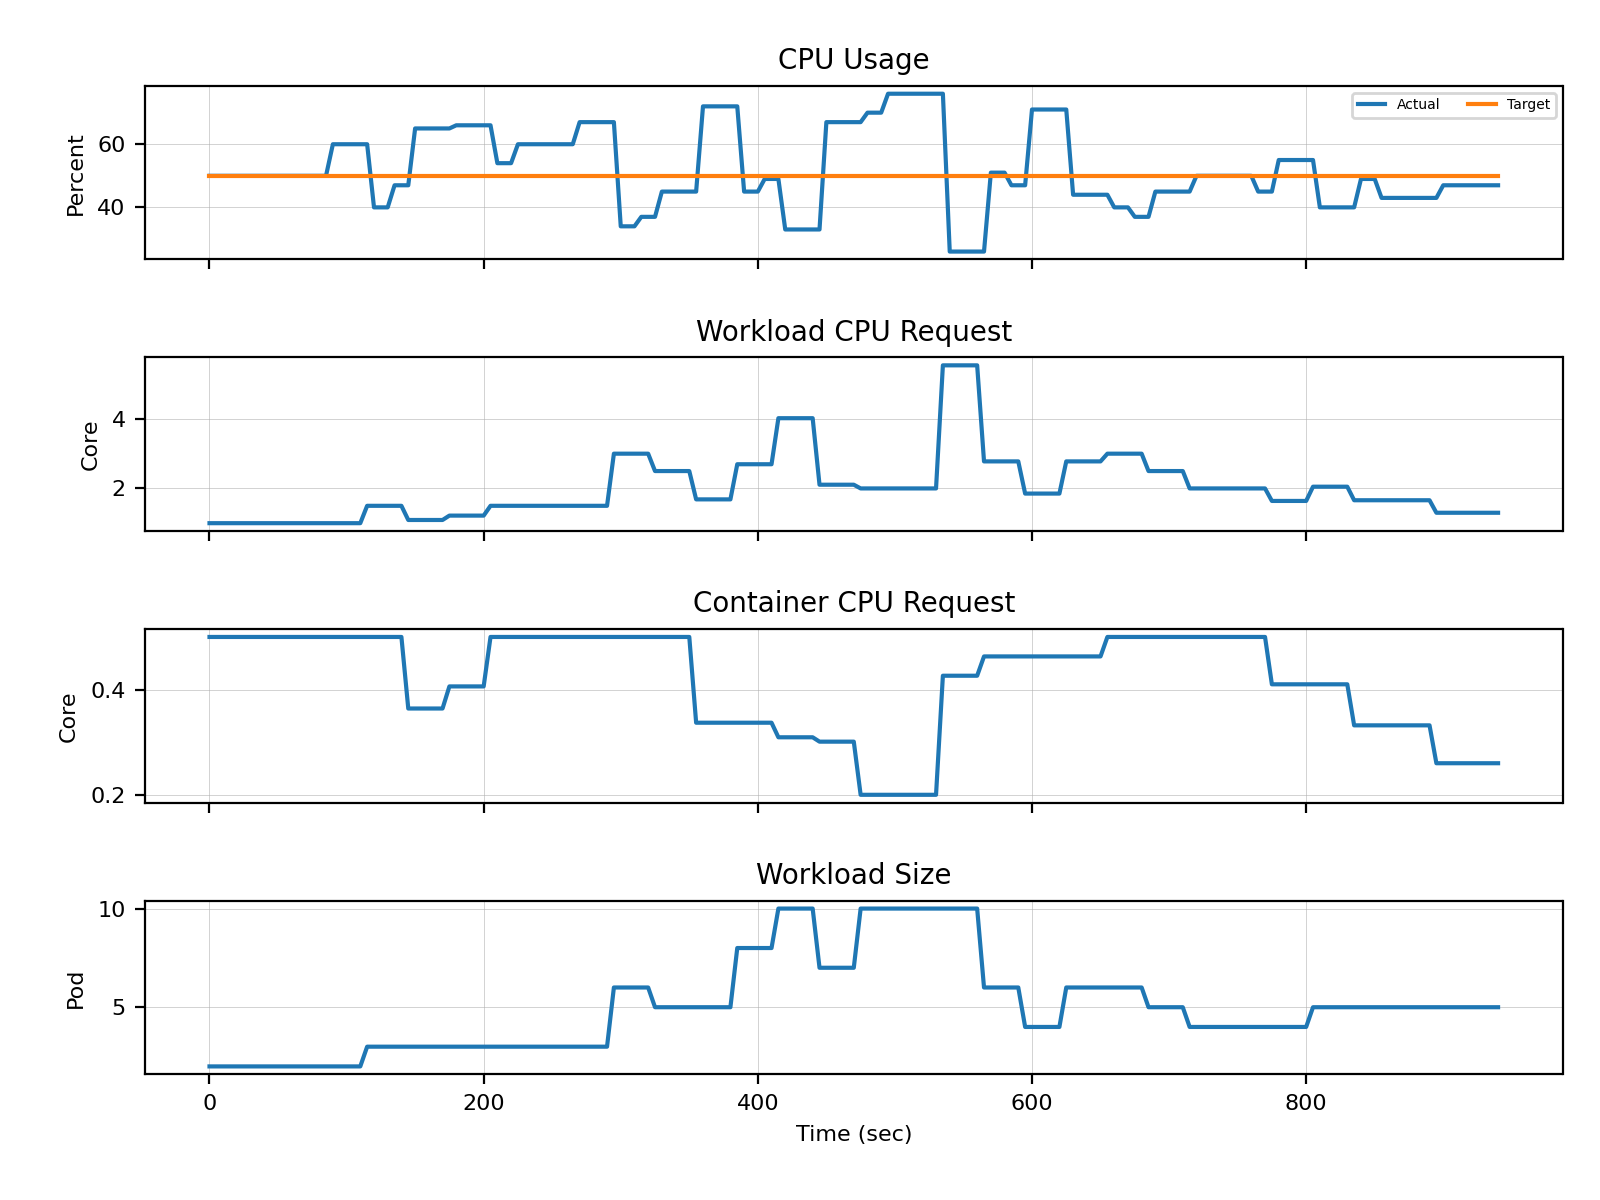 CPU Usage
Percent
60
40
Actual
Target
Workload CPU Request
Core
4
2
Container CPU Request
Core
0.4
0.2
Workload Size
Pod
10
5
0 200 400 600 800
Time (sec)